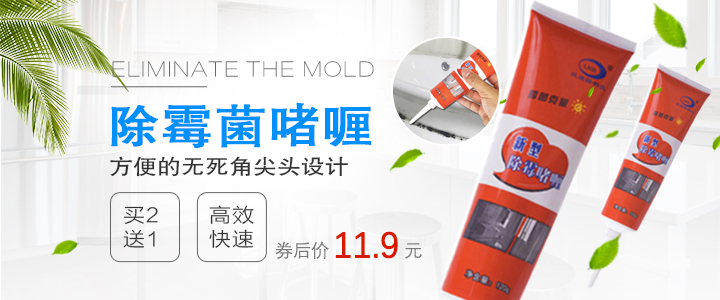 ELIMINATE THE MOLD
除霉菌啫喱
方便的无死角尖头设计
买2
送1
高效
快速
券后价 11.9 元
新型
除霉啫喱